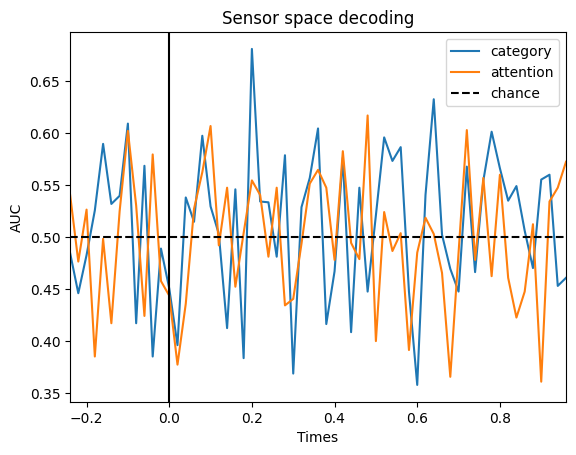 Sensor space decoding
category
attention
chance
AUC
0.65
0.60
0.55
0.50
0.45
0.40
0.35
−0.2
0.0
0.2
0.4
0.6
0.8
Times